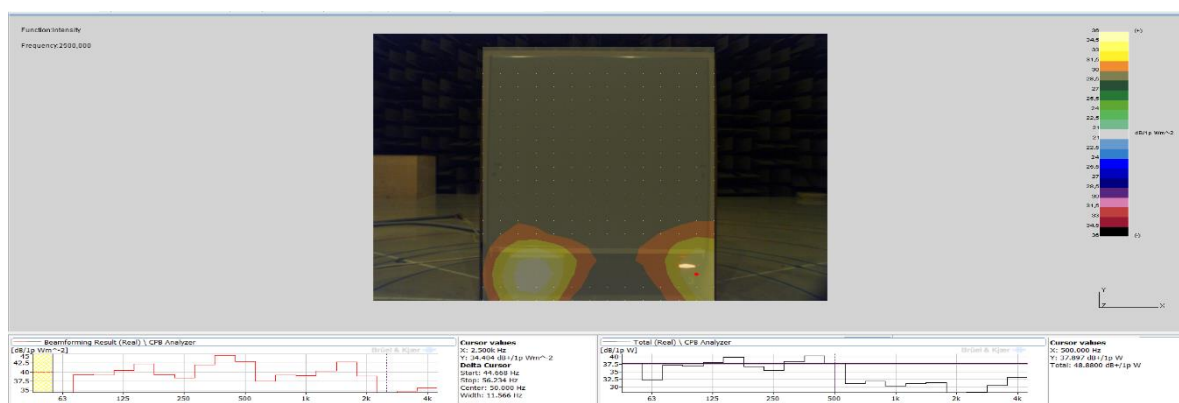 Function:Intensity
Frequency:2500,000
36
34,5
33
31,5
30
28,5
27
25,5
24
22,5
21
dB/1p Wm^-2
22,5
24
25,5
27
28,5
30
31,5
33
34,5
36
(+)
(-)
Y
Z
X
Beamforming Result (Real) \ CPB Analyzer
[dB/1p Wm^-2]
Brüel & Kjær
45
42.5
40
37.5
35
63
125
250
500
1k
2k
4k
Cursor values
X: 2.500k Hz
Y: 34.404 dB+/1p Wm^-2
Delta Cursor
Start: 44.668 Hz
Stop: 56.234 Hz
Center: 50.000 Hz
Width: 11.566 Hz
Total (Real) \ CPB Analyzer
[dB/1p W]
Brüel & Kjær
40
37.5
35
32.5
30
63
125
250
500
1k
2k
4k
Cursor values
X: 500.000 Hz
Y: 37.897 dB+/1p W
Total: 48.8800 dB+/1p W